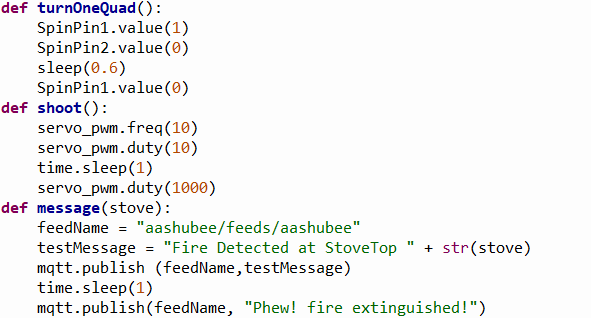 def turnOneQuad():
    SpinPin1.value(1)
    SpinPin2.value(0)
    sleep(0.6)
    SpinPin1.value(0)
def shoot():
    servo_pwm.freq(10)
    servo_pwm.duty(10)
    time.sleep(1)
    servo_pwm.duty(1000)
def message(stove):
    feedName = "aashubee/feeds/aashubee"
    testMessage = "Fire Detected at StoveTop " + str(stove)
    mqtt.publish (feedName,testMessage)
    time.sleep(1)
    mqtt.publish(feedName, "Phew! fire extinguished!")